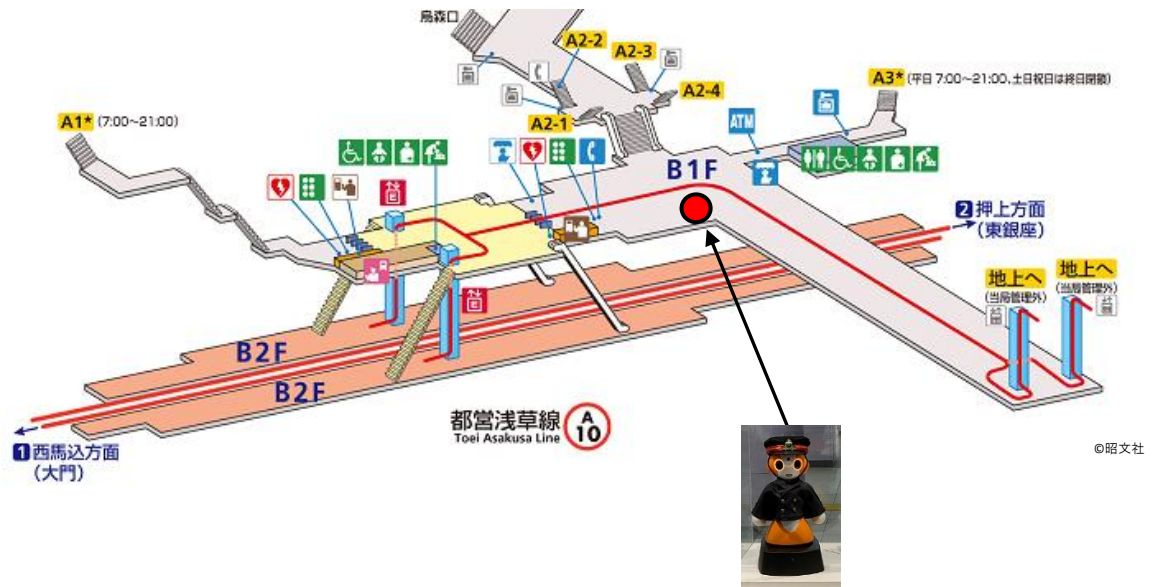 烏森口
A2-2
A2-3
A3* (平日 7:00～21:00、土日祝日は終日閉鎖)
A2-4
A1* (7:00～21:00)
A2-1
ATM
B1F
2 押上方面
(東銀座)
地上へ
(当局管理外)
地上へ
(当局管理外)
B2F
B2F
都営浅草線
Toei Asakusa Line
A
10
1 西馬込方面
(大門)
©昭文社